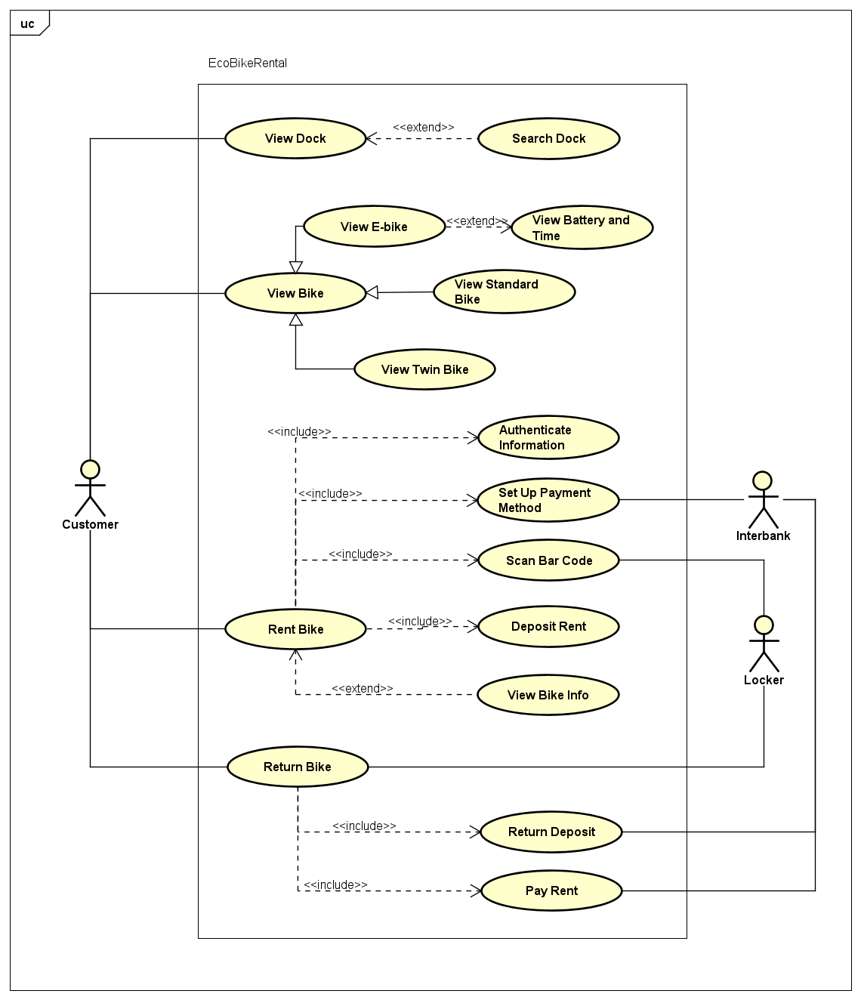 uc
EcoBikeRental
View Dock
<<extend>>
Search Dock
View E-bike
<<extend>>
View Battery and
Time
View Bike
View Standard
Bike
View Twin Bike
<<include>>
Authenticate
Information
<<include>>
Set Up Payment
Method
Customer
Interbank
<<include>>
Scan Bar Code
Rent Bike
<<include>>
Deposit Rent
Locker
<<extend>>
View Bike Info
Return Bike
<<include>>
Return Deposit
<<include>>
Pay Rent